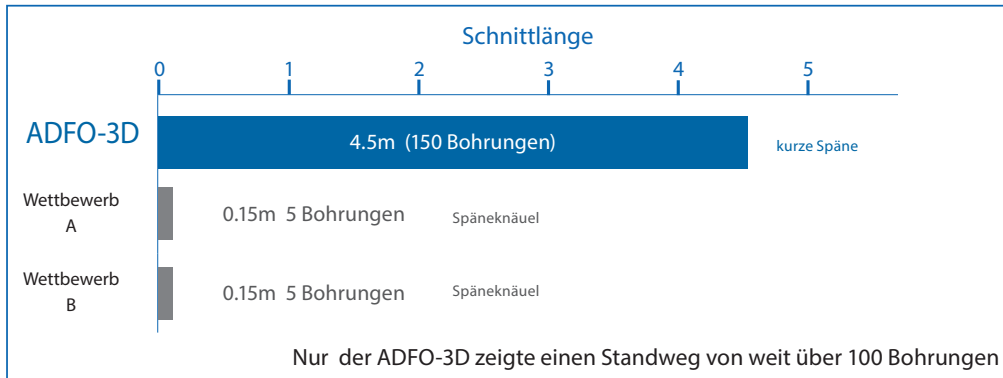 Schnittlänge
0 1 2 3 4 5
ADFO-3D 4.5m (150 Bohrungen) kurze Späne
Wettbewerb
A
0.15m 5 Bohrungen Späneknäuel
Wettbewerb
B
0.15m 5 Bohrungen Späneknäuel
Nur der ADFO-3D zeigte einen Standweg von weit über 100 Bohrungen